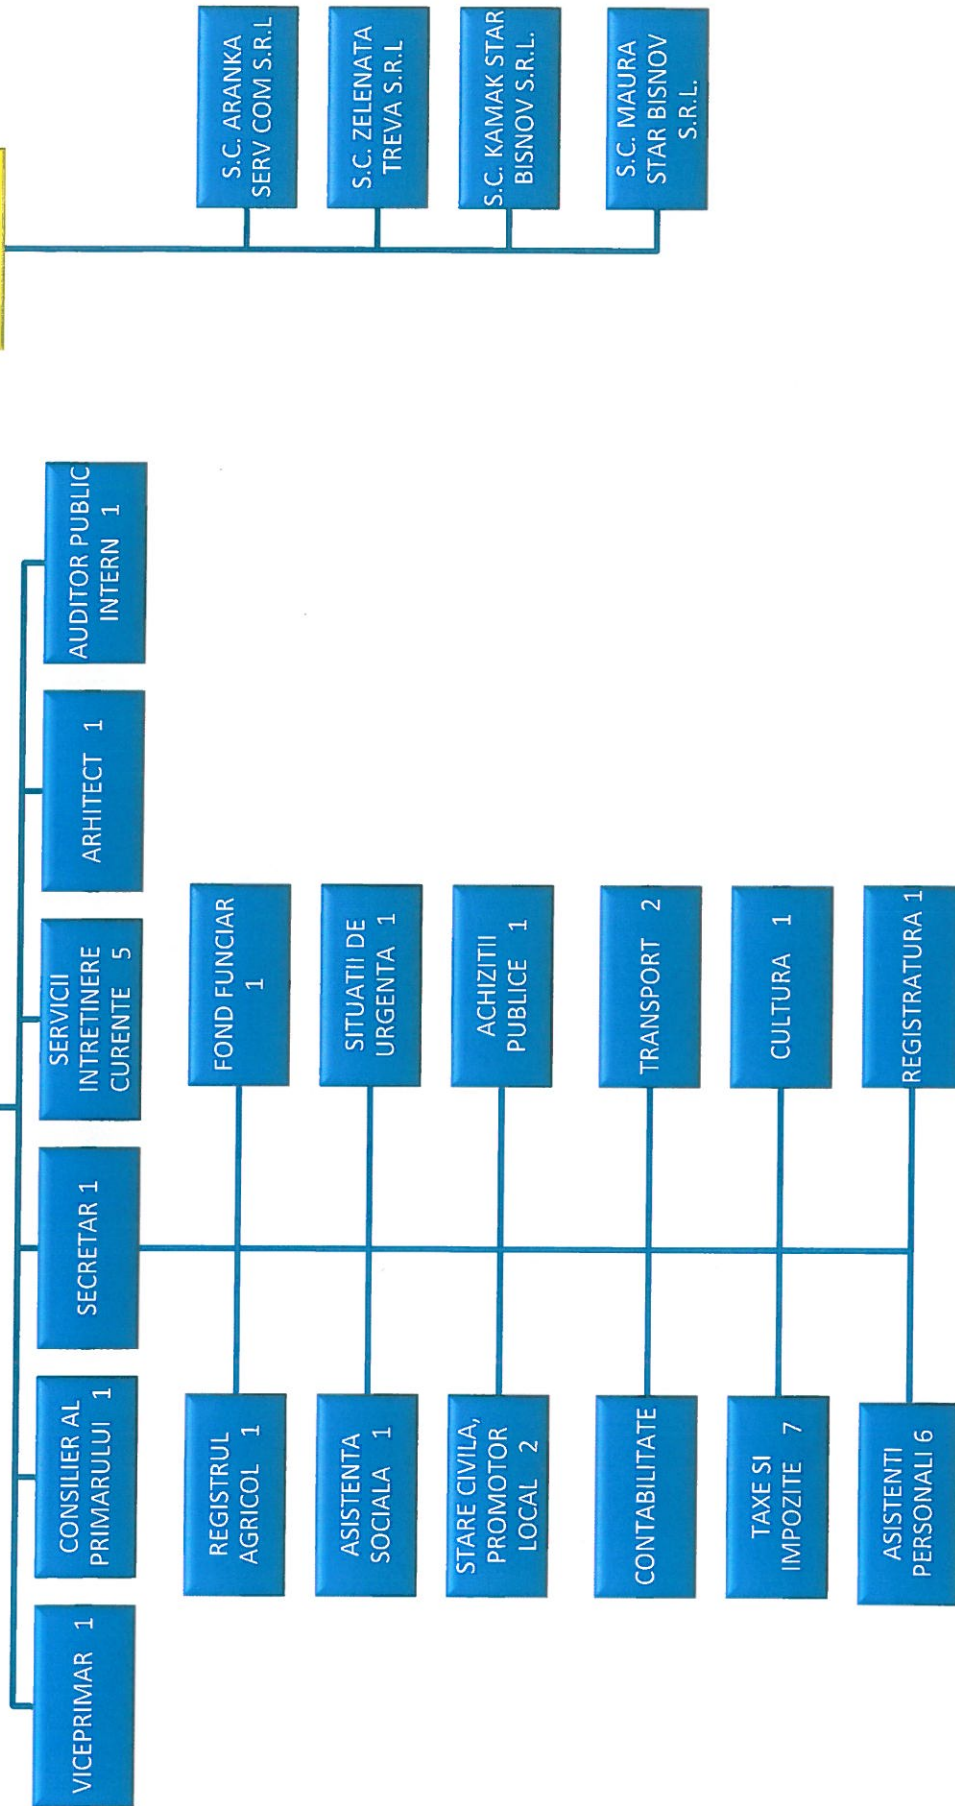 VICEPRIMAR 1
CONSILIER AL
PRIMARULUI 1
SECRETAR 1
SERVICII
INTRETINERE
CURENTE 5
ARHITECT 1
AUDITOR PUBLIC
INTERN 1
REGISTRUL
AGRICOL 1
FOND FUNCIAR
1
ASISTENTA
SOCIALA 1
SITUATII DE
URGENTA 1
STARE CIVILA,
PROMOTOR
LOCAL 2
ACHIZITII
PUBLICE 1
CONTABILITATE
TRANSPORT 2
TAXE SI
IMPOZITE 7
CULTURA 1
ASISTENTI
PERSONALI 6
REGISTRATURA 1
S.C. ARANKA
SERV COM S.R.L
S.C. ZELENATA
TREVA S.R.L
S.C. KAMAK STAR
BISNOV S.R.L.
S.C. MAURA
STAR BISNOV
S.R.L.